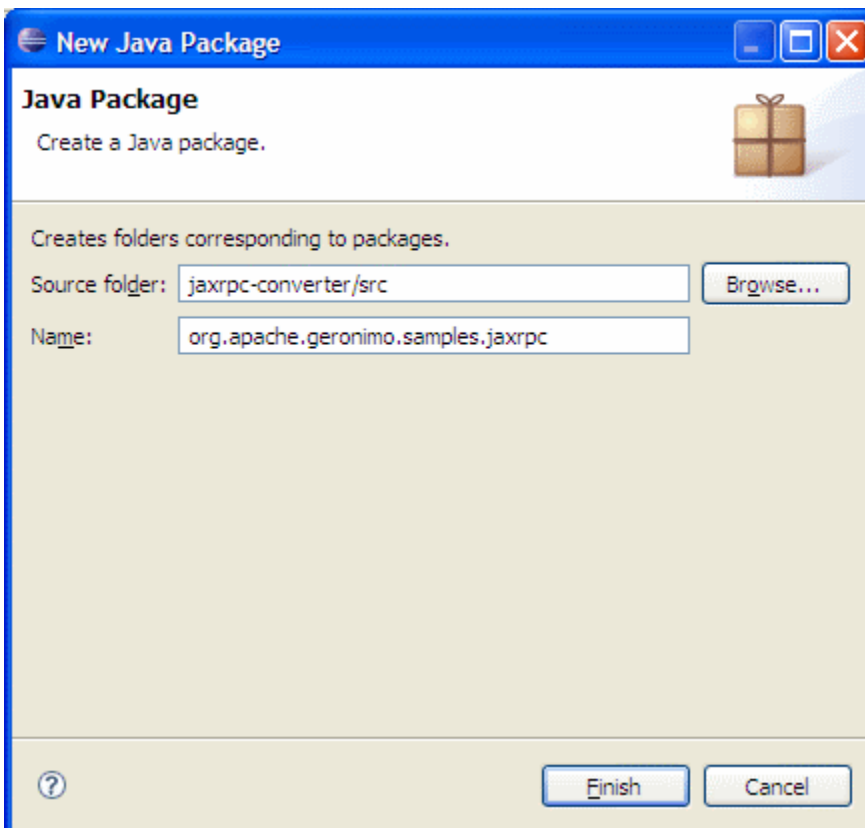 New Java Package
Java Package
Create a Java package.
Creates folders corresponding to packages.
Source folder: jaxrpc-converter/src Browse...
Name: org.apache.geronimo.samples.jaxrpc
? Finish Cancel